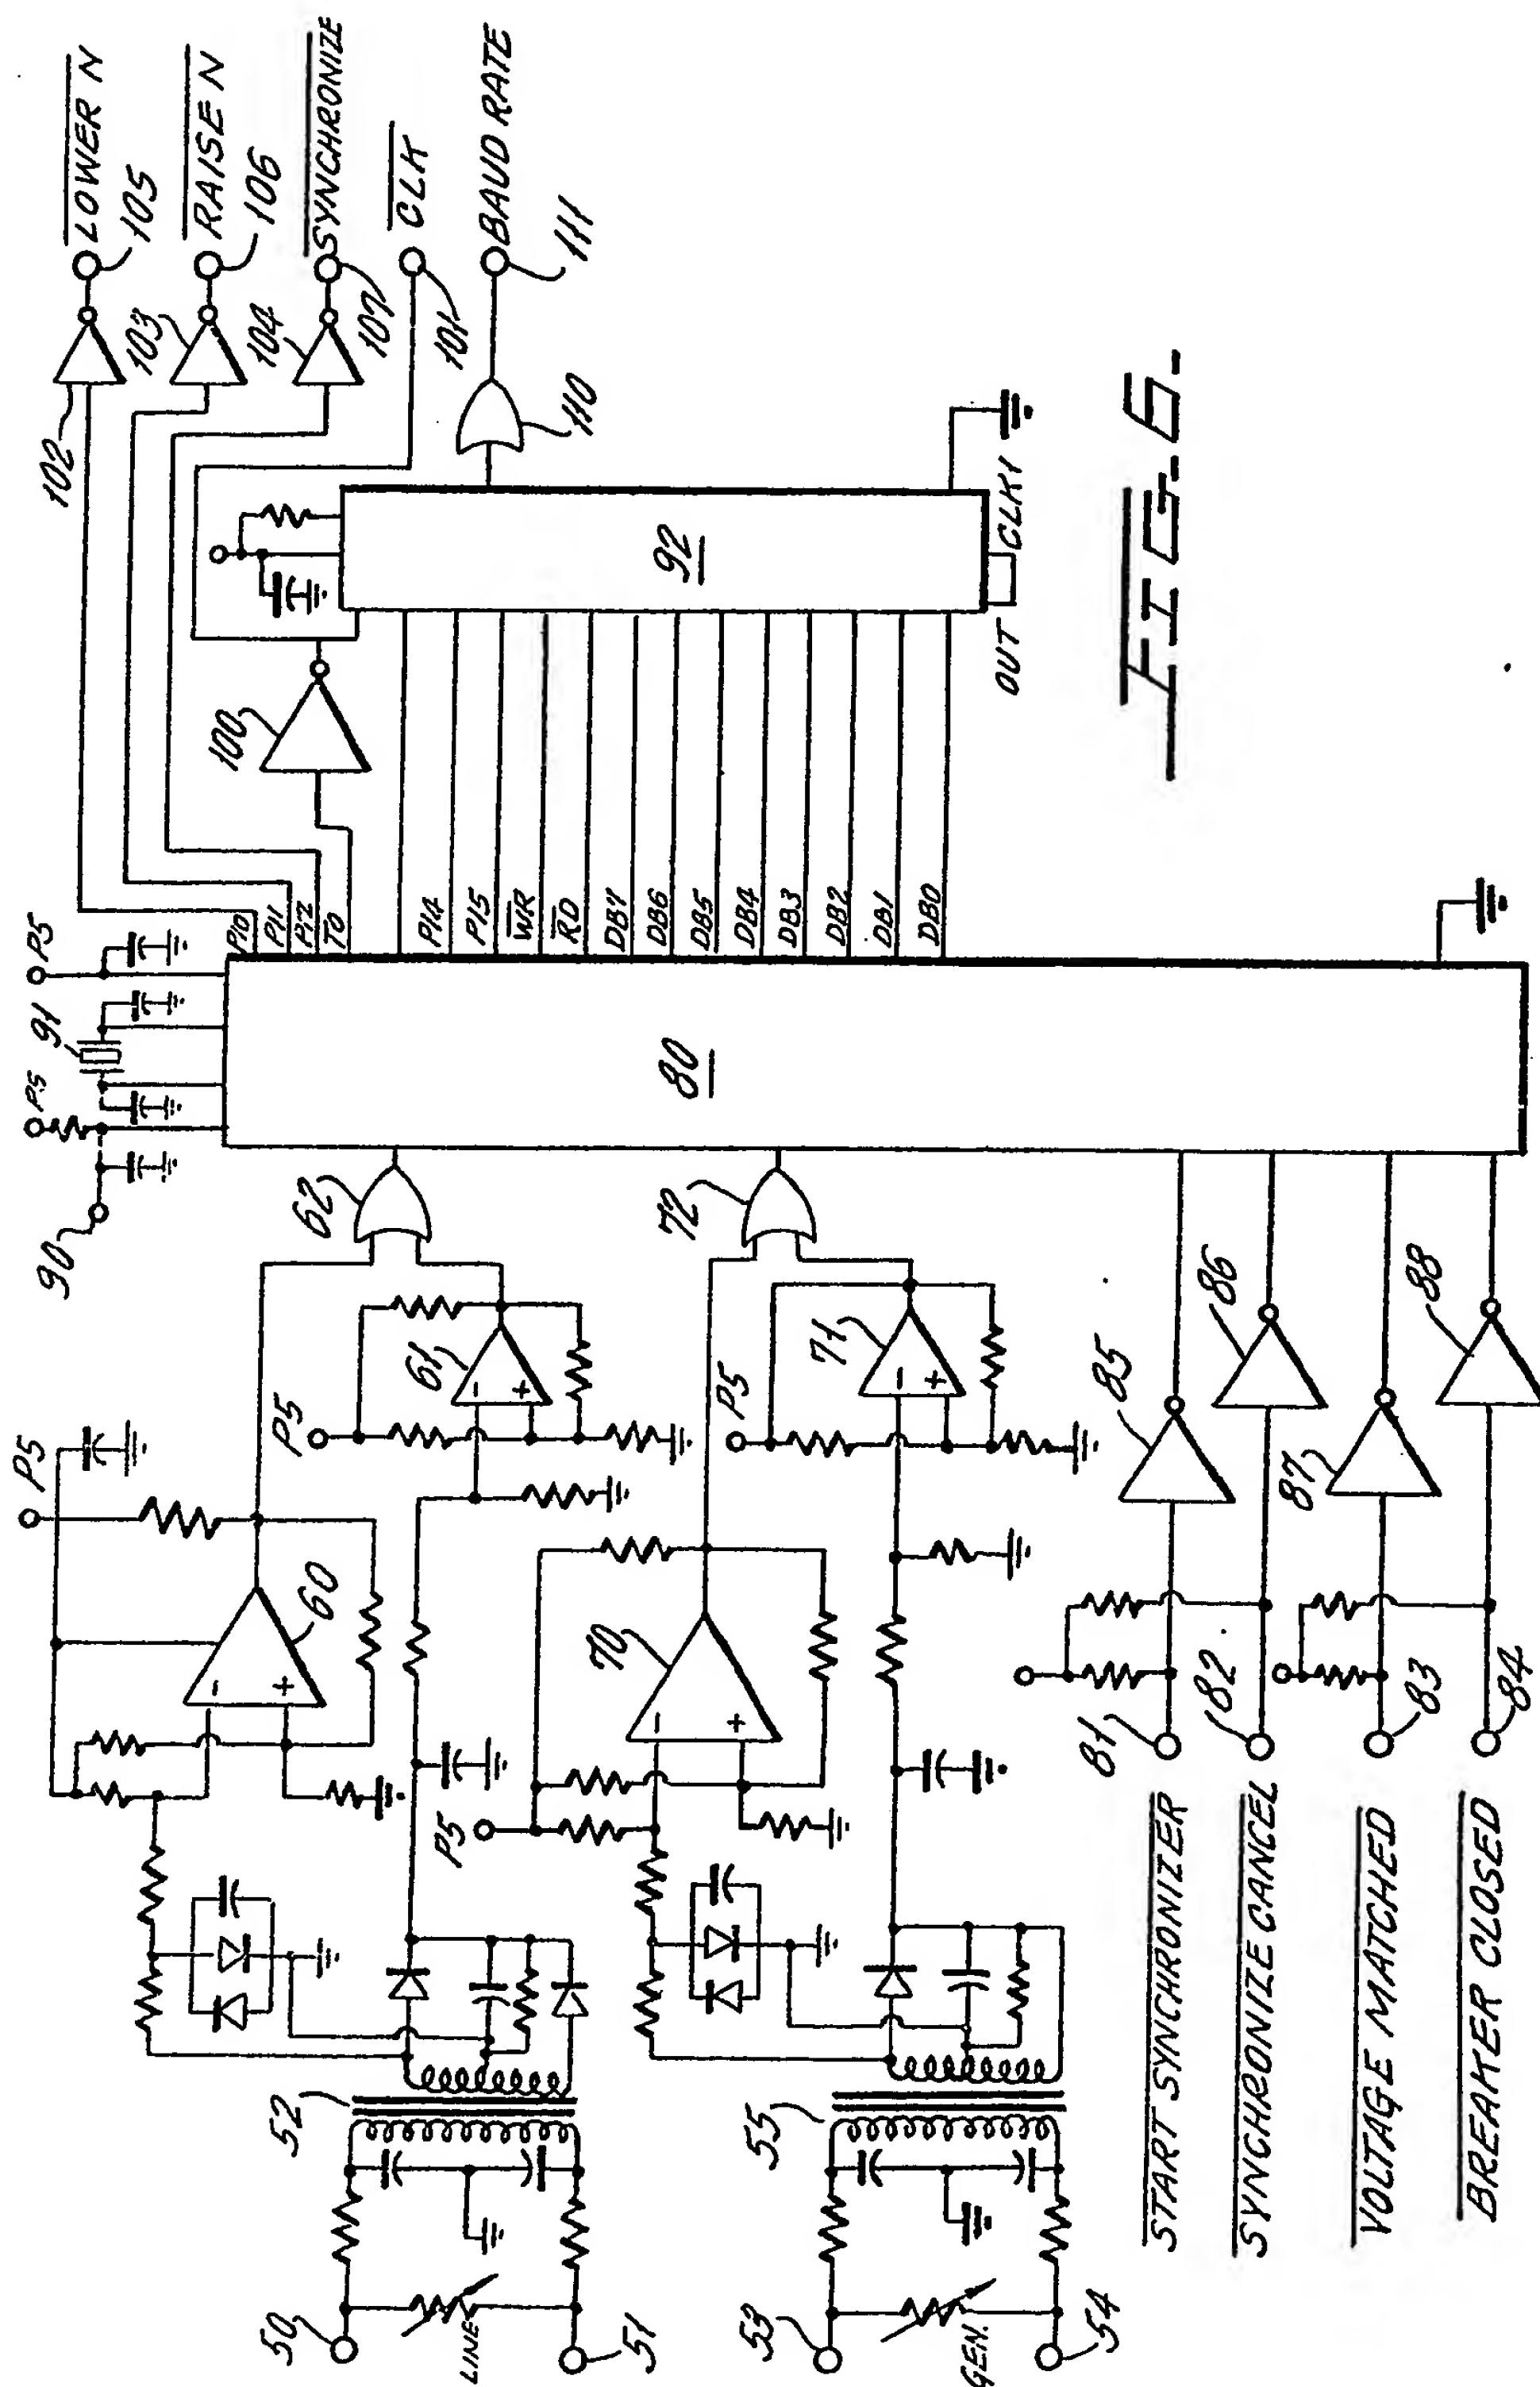 LOWER N
105
RAISE N
106
SYNCHRONIZE
107
CLK
101
BAUD RATE
111
102
103
104
110
100
92
OUT
CLK1
P10
P11
P12
T0
P14
P15
WR
RD
DB7
DB6
DB5
DB4
DB3
DB2
DB1
DB0
P5
91
P5
90
80
62
72
P5
60
P5
61
70
P5
P5
71
85
86
87
88
50
LINE
51
52
53
GEN.
54
55
START SYNCHRONIZER
81
SYNCHRONIZE CANCEL
82
VOLTAGE MATCHED
83
BREAKER CLOSED
84
FIG. 6.